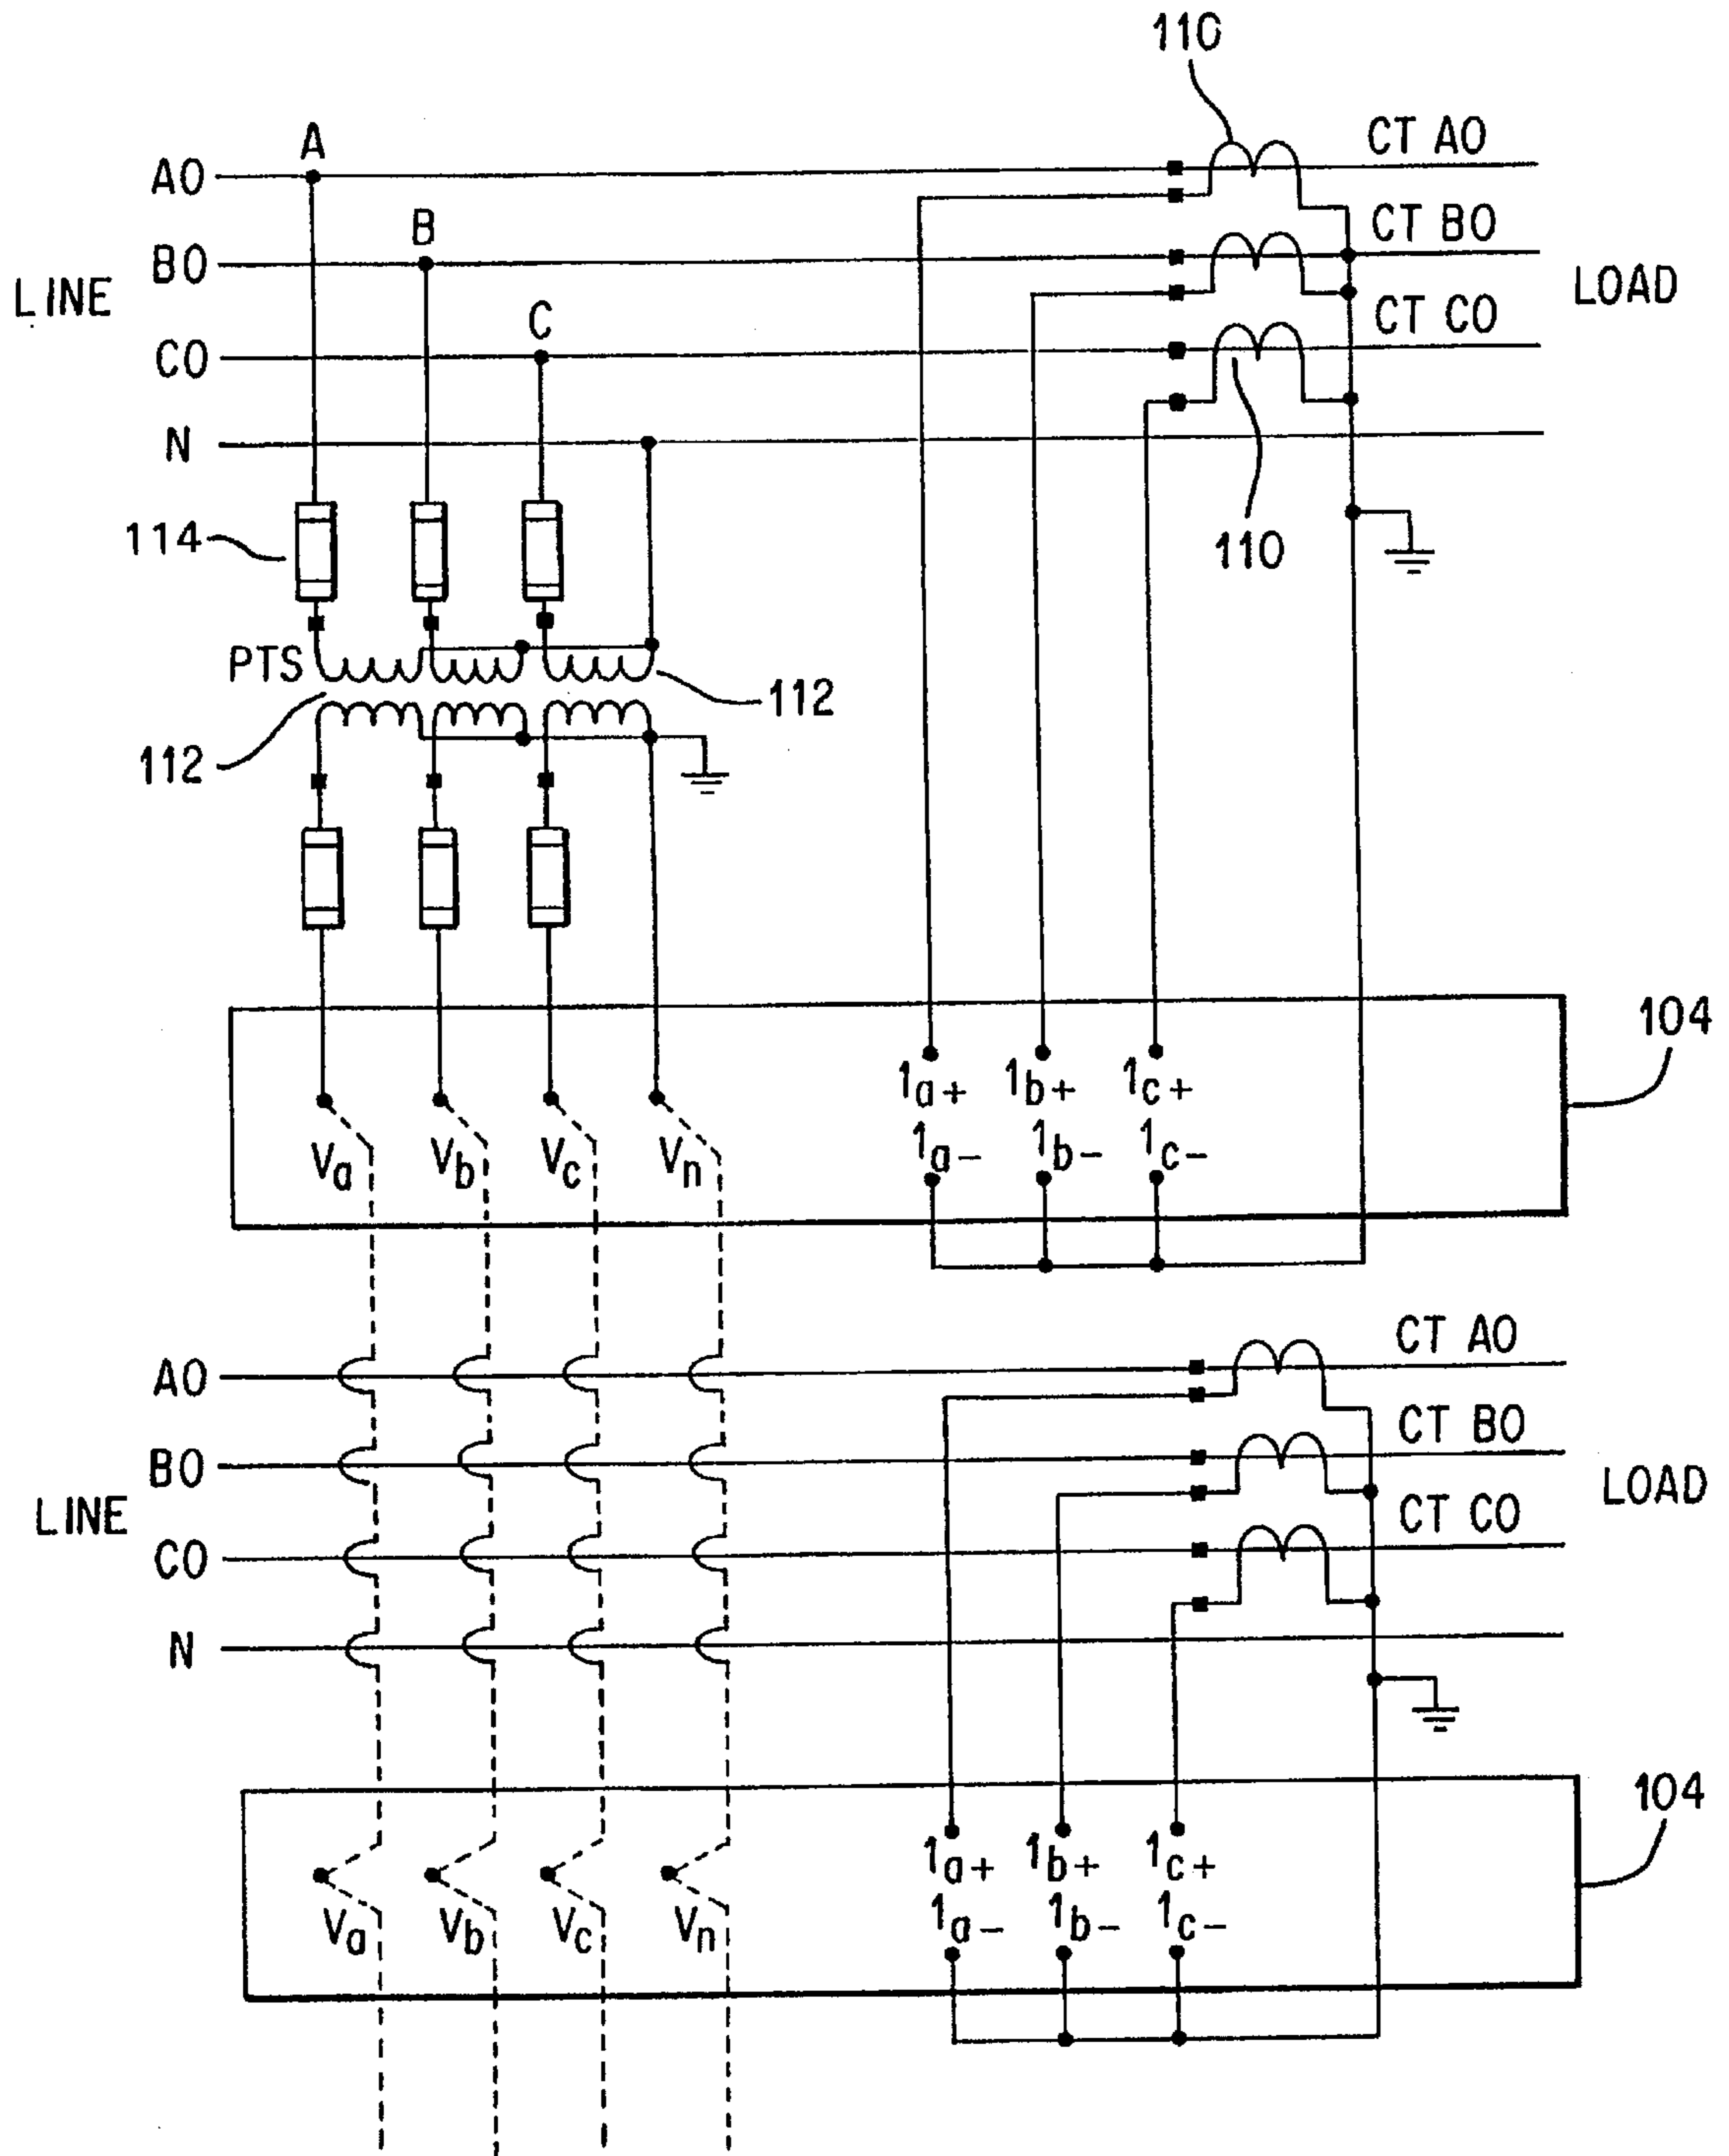 110
A
CT AO
AO
B
CT BO
BO
LINE
LOAD
C
CT CO
CO
N
114
110
PTS
112
112
104
1a+ 1b+ 1c+
Va Vb Vc Vn
1a- 1b- 1c-
CT AO
AO
CT BO
BO
LINE
LOAD
CT CO
CO
N
104
1a+ 1b+ 1c+
Va Vb Vc Vn
1a- 1b- 1c-